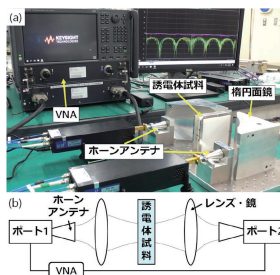 (a)
KEYSIGHT
TECHNOLOGIES
誘電体試料
楕円面鏡
VNA
ホーンアンテナ
(b)
ホーン
アンテナ
誘電体試料
レンズ・鏡
ポート1
ポート2
VNA